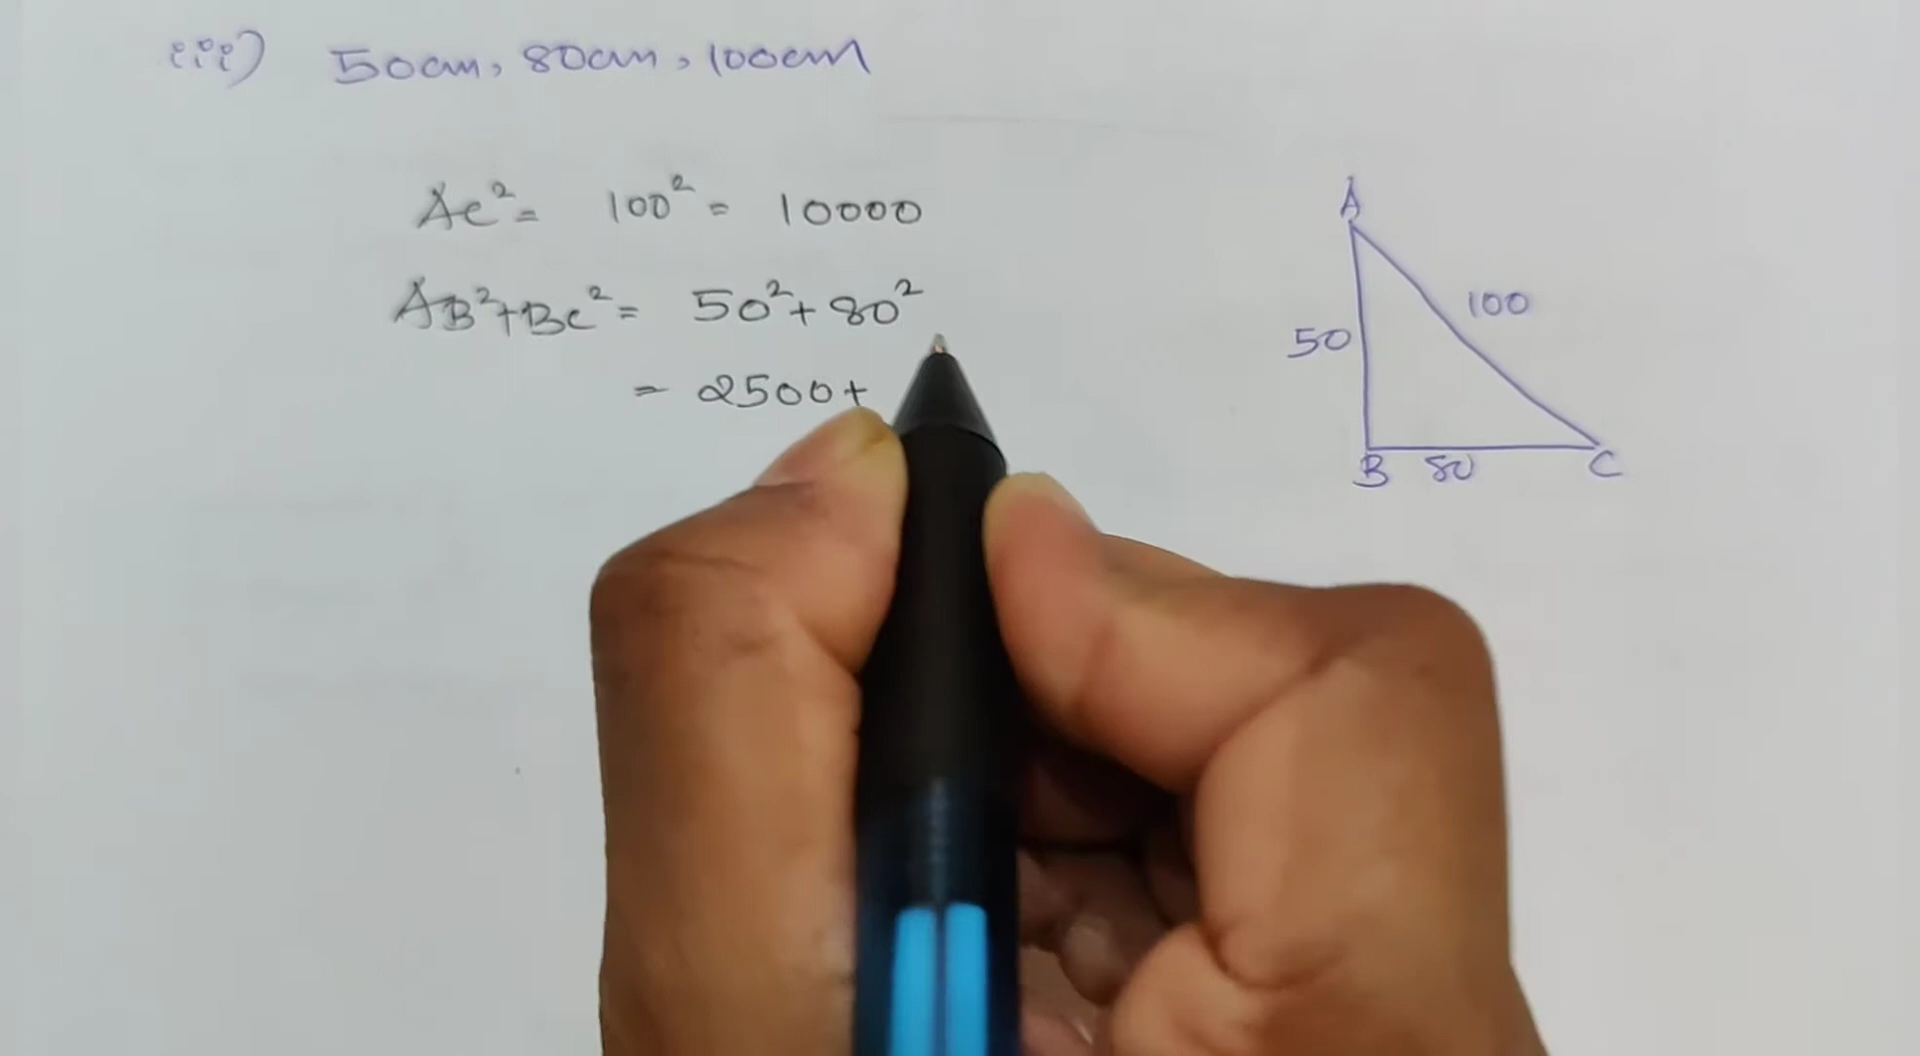 iii) 50cm, 80cm, 100cm
AC² = 100² = 10000
AB²+BC² = 50²+80²
= 2500+
A
100
50
B 80 C